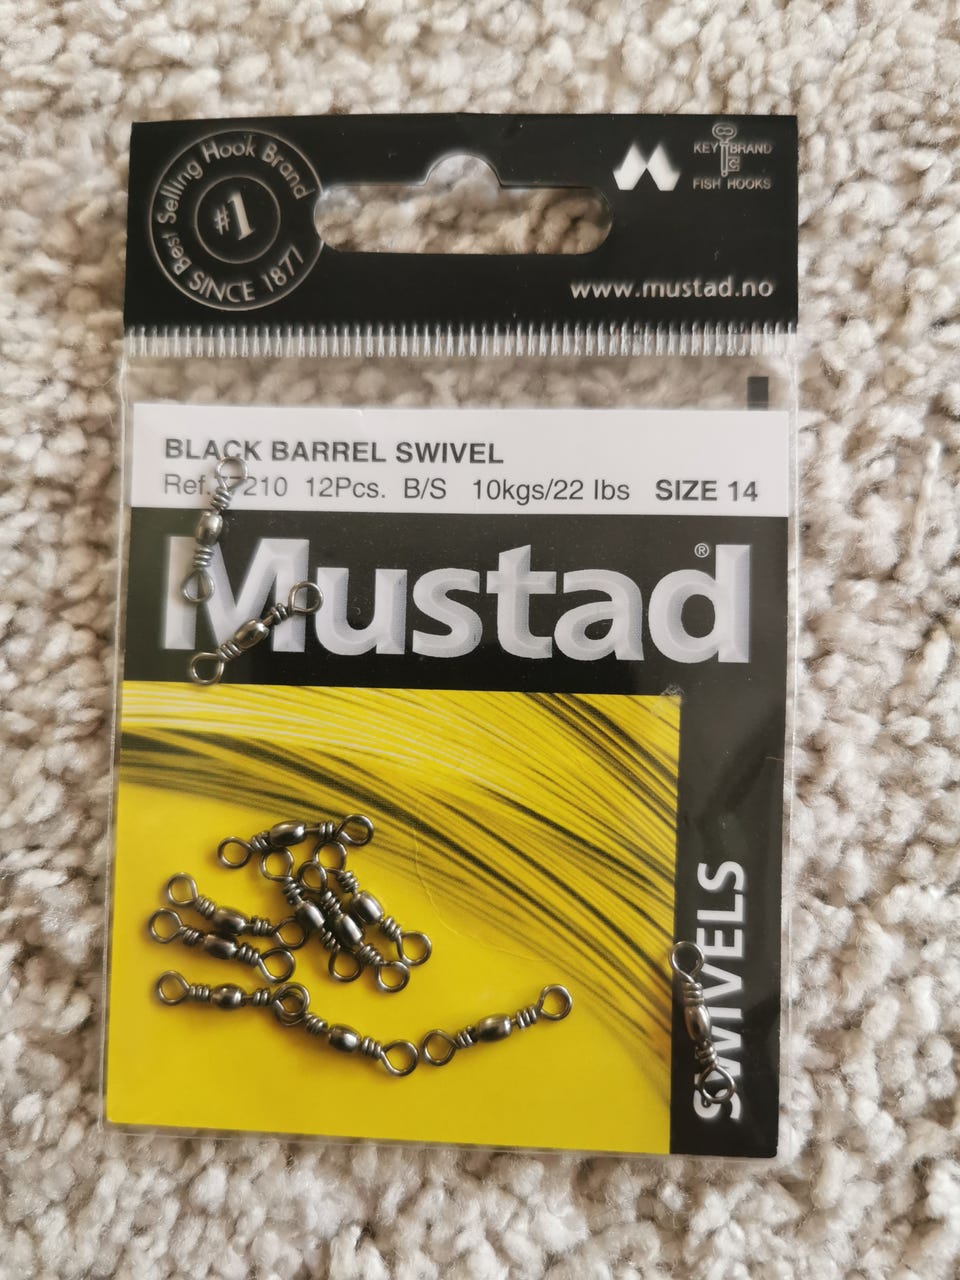 Best Selling Hook Brand
#1
SINCE 1877
KEY BRAND
FISH HOOKS
www.mustad.no
BLACK BARREL SWIVEL
Ref. 210 12Pcs. B/S 10kgs/22 lbs SIZE 14
Mustad®
SWIVELS